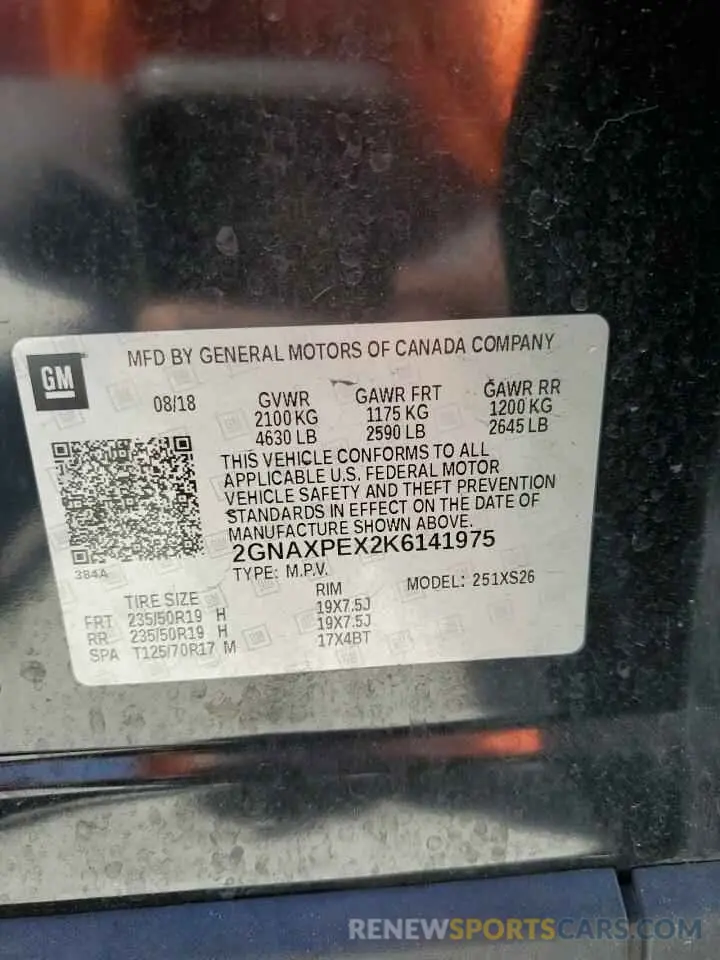 MFD BY GENERAL MOTORS OF CANADA COMPANY
GM
08/18
GVWR
2100 KG
4630 LB
GAWR FRT
1175 KG
2590 LB
GAWR RR
1200 KG
2645 LB
THIS VEHICLE CONFORMS TO ALL
APPLICABLE U.S. FEDERAL MOTOR
VEHICLE SAFETY AND THEFT PREVENTION
STANDARDS IN EFFECT ON THE DATE OF
MANUFACTURE SHOWN ABOVE.
384A
2GNAXPEX2K6141975
TYPE: M.P.V.
MODEL: 251XS26
TIRE SIZE RIM
FRT 235/50R19 H 19X7.5J
RR 235/50R19 H 19X7.5J
SPA T125/70R17 M 17X4BT
RENEWSPORTSCARS.COM